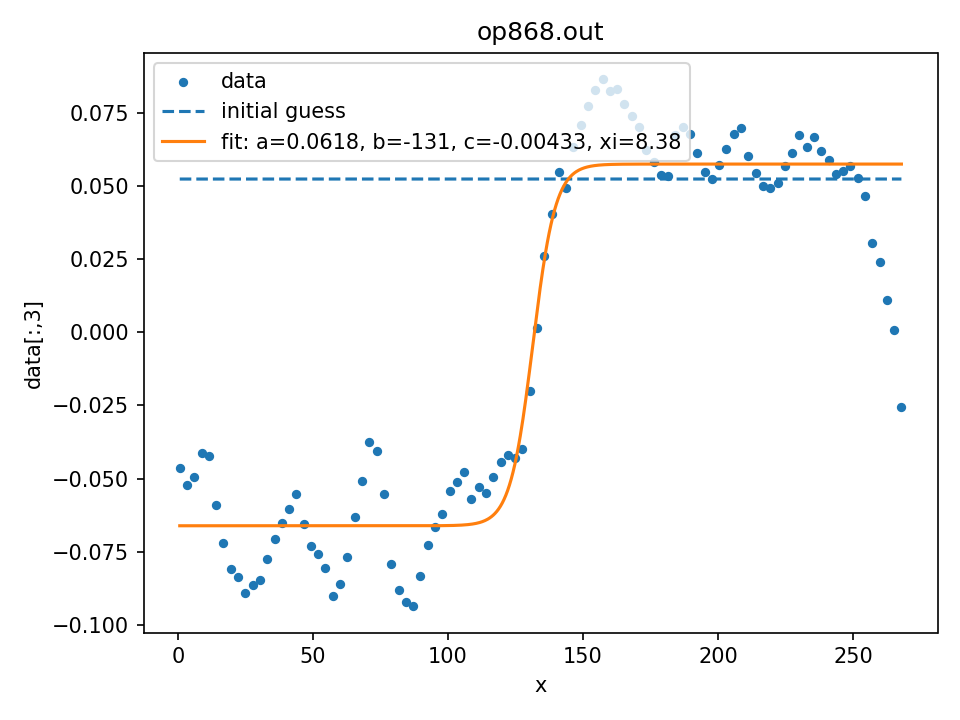 op868.out
data
initial guess
fit: a=0.0618, b=-131, c=-0.00433, xi=8.38
0.075
0.050
0.025
0.000
−0.025
−0.050
−0.075
−0.100
data[:,3]
0
50
100
150
200
250
x